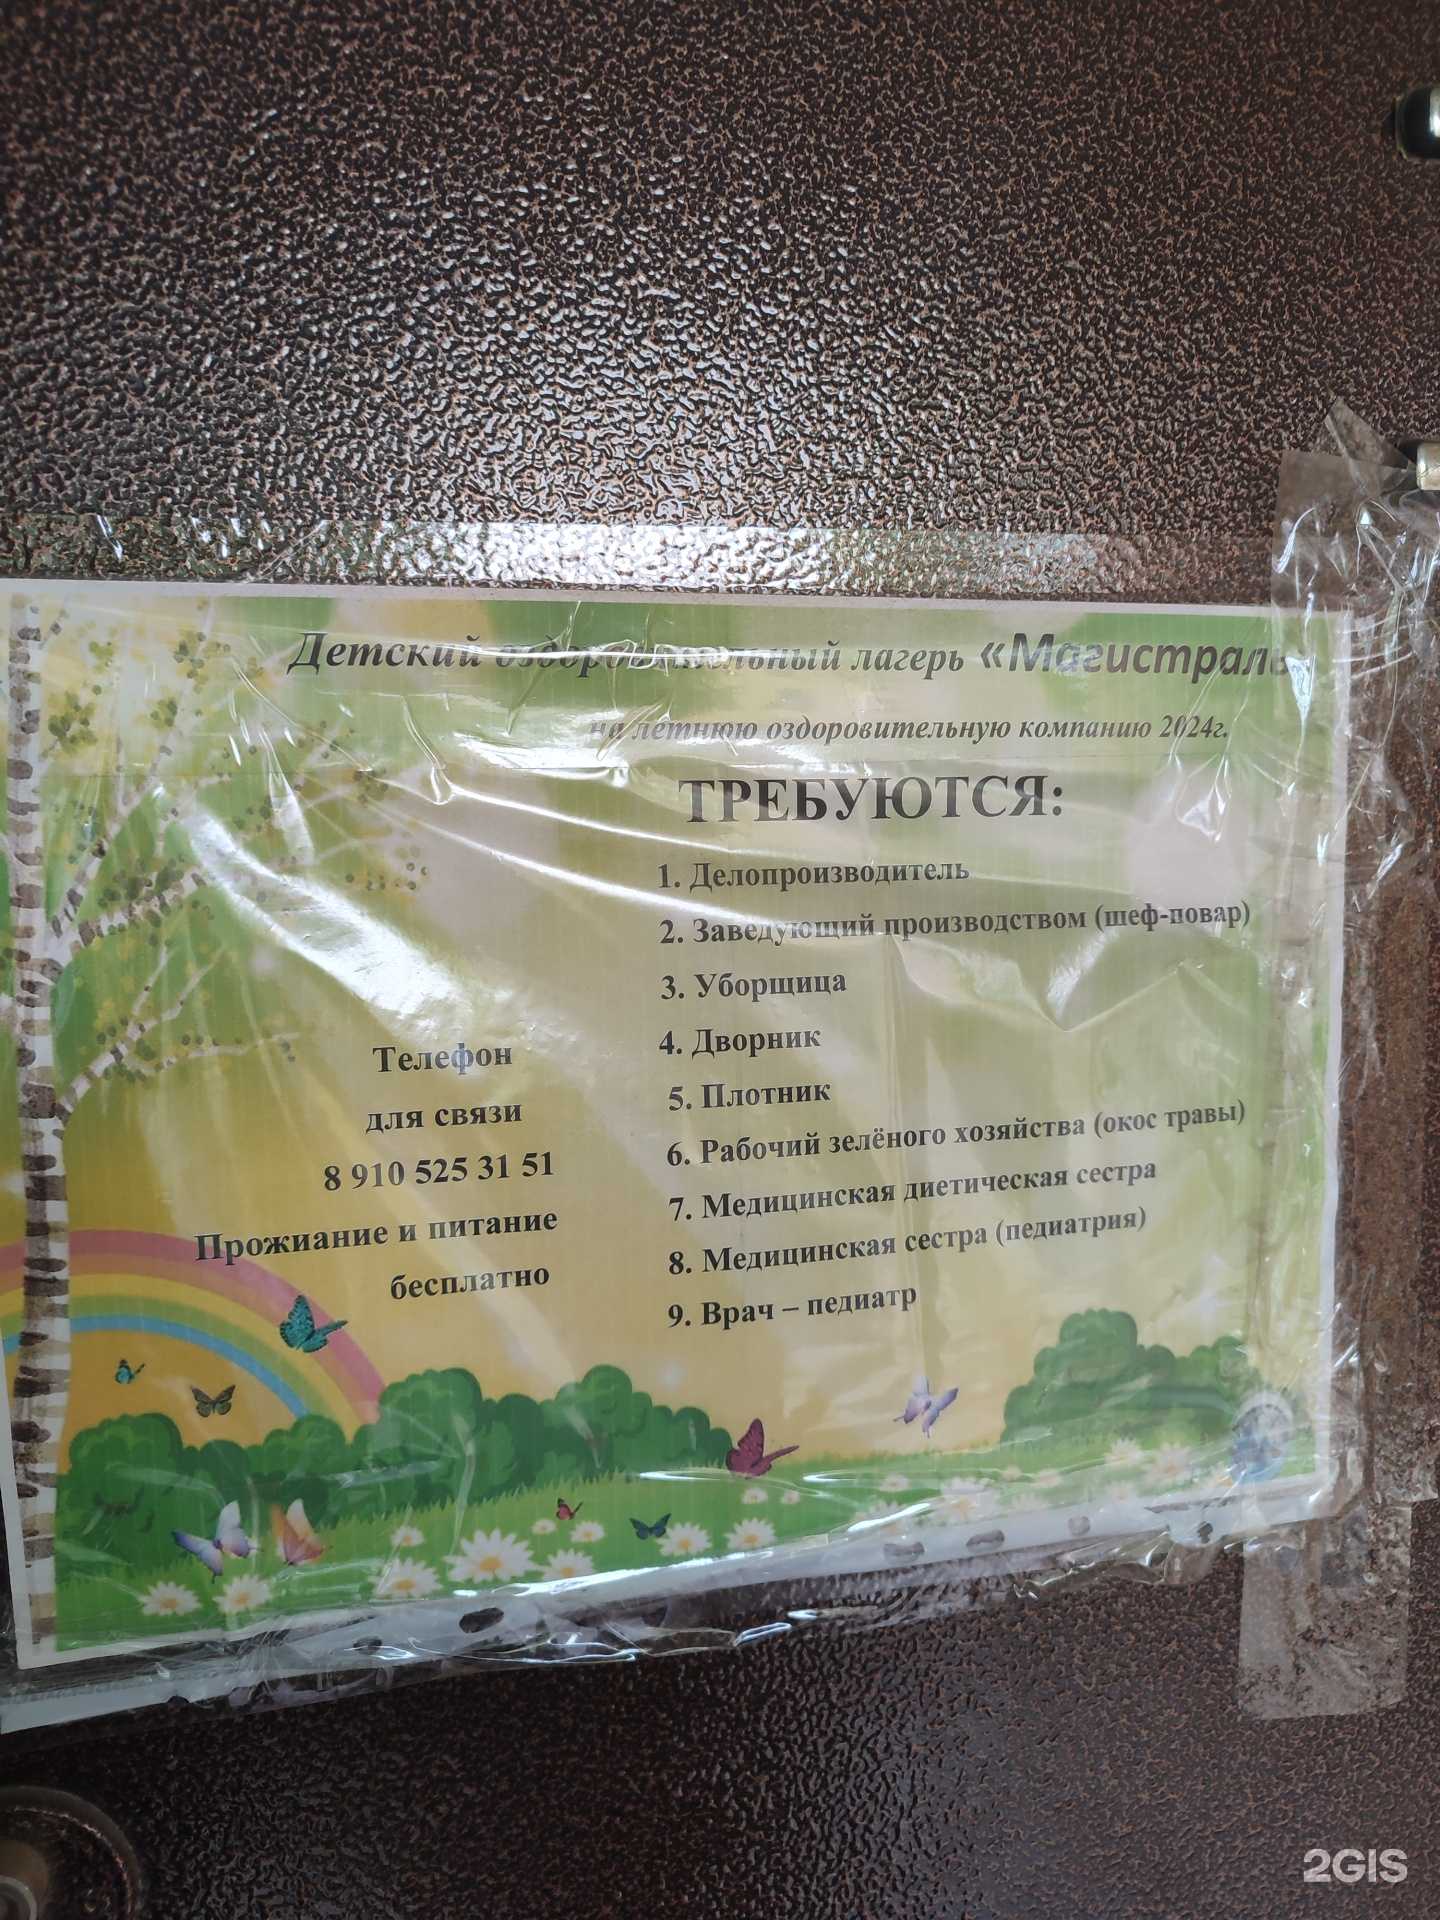 Детский оздоровительный лагерь «Магистраль»
на летнюю оздоровительную компанию 2024г.
ТРЕБУЮТСЯ:
1. Делопроизводитель
2. Заведующий производством (шеф-повар)
3. Уборщица
4. Дворник
5. Плотник
6. Рабочий зелёного хозяйства (окос травы)
7. Медицинская диетическая сестра
8. Медицинская сестра (педиатрия)
9. Врач – педиатр
Телефон
для связи
8 910 525 31 51
Прожиание и питание
бесплатно
2GIS